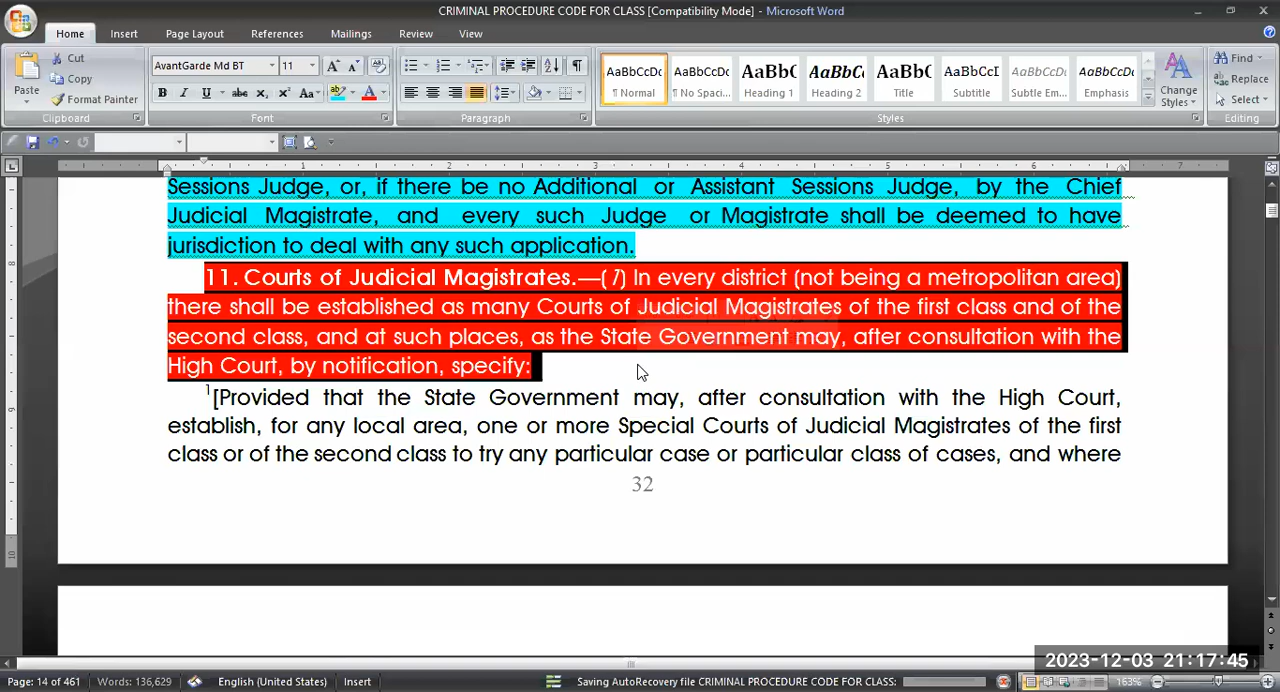 CRIMINAL PROCEDURE CODE FOR CLASS [Compatibility Mode] - Microsoft Word
Home Insert Page Layout References Mailings Review View
Paste
Cut
Copy
Format Painter
Clipboard
AvantGarde Md BT 11
Font
Paragraph
AaBbCcDc AaBbCcDc AaBbC AaBbCc AaBbC AaBbCcI AaBbCcDc AaBbCcDc
¶ Normal ¶ No Spaci... Heading 1 Heading 2 Title Subtitle Subtle Em... Emphasis
Styles
Change Styles
Find
Replace
Select
Editing
Sessions Judge, or, if there be no Additional or Assistant Sessions Judge, by the Chief
Judicial Magistrate, and every such Judge or Magistrate shall be deemed to have
jurisdiction to deal with any such application.
11. Courts of Judicial Magistrates.—(1) In every district (not being a metropolitan area)
there shall be established as many Courts of Judicial Magistrates of the first class and of the
second class, and at such places, as the State Government may, after consultation with the
High Court, by notification, specify:
1[Provided that the State Government may, after consultation with the High Court,
establish, for any local area, one or more Special Courts of Judicial Magistrates of the first
class or of the second class to try any particular case or particular class of cases, and where
32
2023-12-03 21:17:45
Page: 14 of 461 Words: 136,629 English (United States) Insert Saving AutoRecovery file CRIMINAL PROCEDURE CODE FOR CLASS: 163%